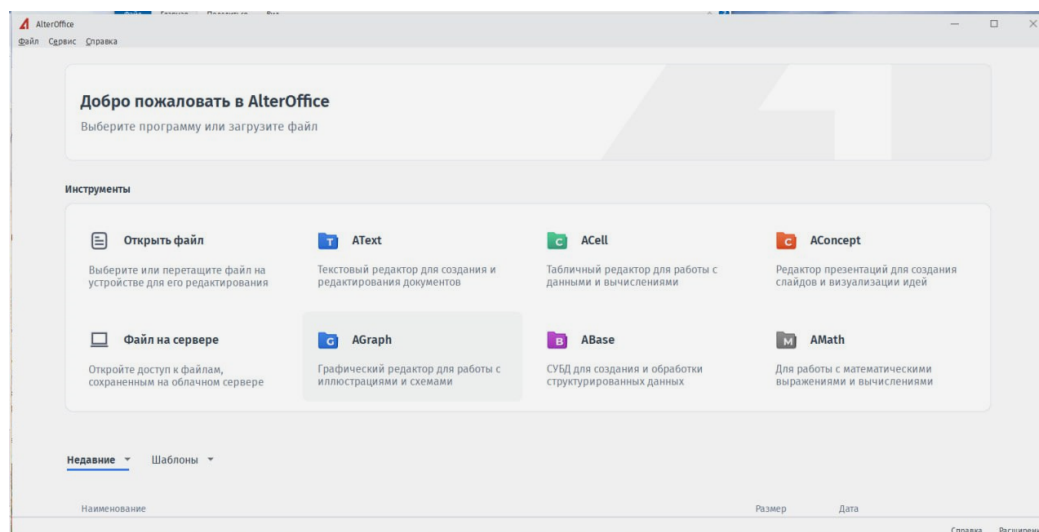 AlterOffice
Файл Сервис Справка
Добро пожаловать в AlterOffice
Выберите программу или загрузите файл
Инструменты
Открыть файл
Выберите или перетащите файл на
устройстве для его редактирования
T
AText
Текстовый редактор для создания и
редактирования документов
C
ACell
Табличный редактор для работы с
данными и вычислениями
C
AConcept
Редактор презентаций для создания
слайдов и визуализации идей
Файл на сервере
Откройте доступ к файлам,
сохраненным на облачном сервере
G
AGraph
Графический редактор для работы с
иллюстрациями и схемами
B
ABase
СУБД для создания и обработки
структурированных данных
M
AMath
Для работы с математическими
выражениями и вычислениями
Недавние Шаблоны
Наименование Размер Дата
Справка